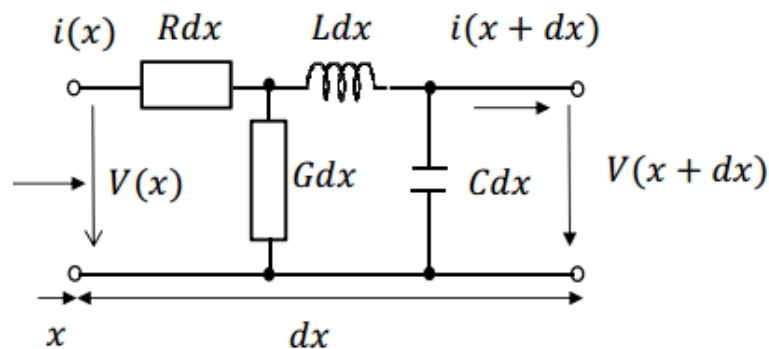 i(x) Rdx Ldx i(x + dx)
V(x) Gdx Cdx V(x + dx)
x dx